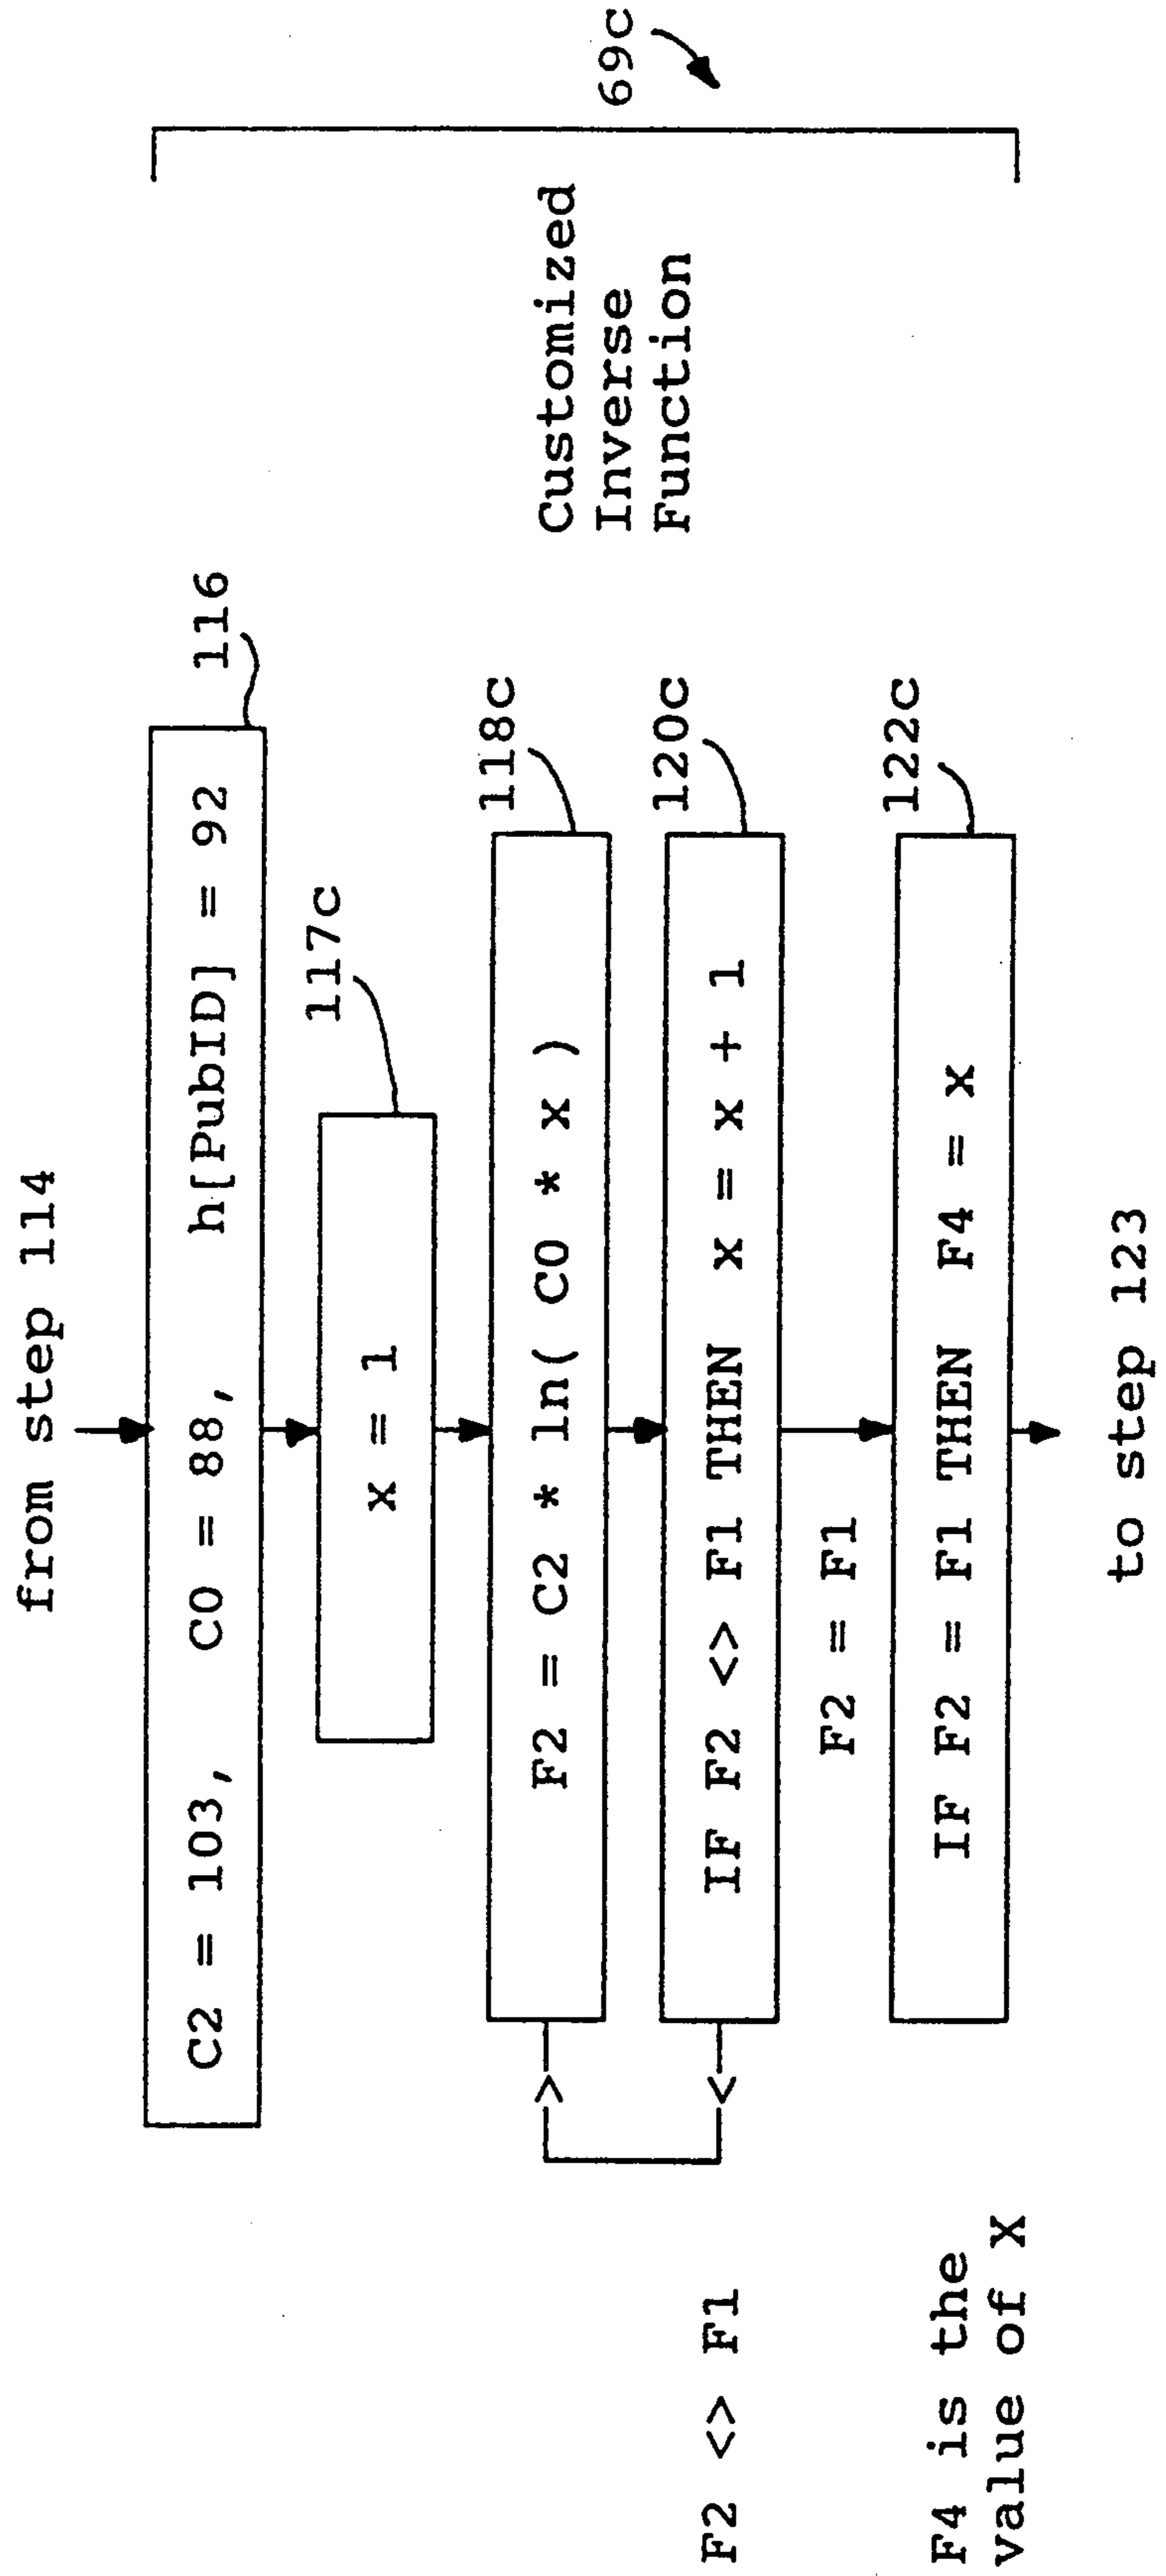 from step 114
C2 = 103, C0 = 88, h[PubID] = 92
116
x = 1
117c
F2 = C2 * ln( C0 * x )
118c
F2 <> F1
IF F2 <> F1 THEN x = x + 1
120c
F2 = F1
F4 is the
value of X
IF F2 = F1 THEN F4 = x
122c
to step 123
Customized
Inverse
Function
69c